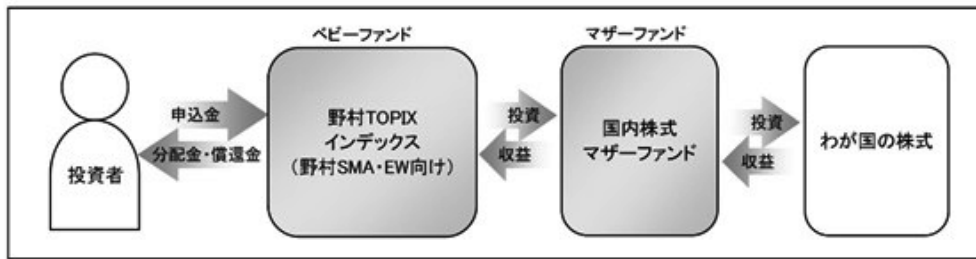 ベビーファンド
マザーファンド
申込金
分配金・償還金
投資者
野村TOPIX
インデックス
(野村SMA・EW向け)
投資
収益
国内株式
マザーファンド
投資
収益
わが国の株式